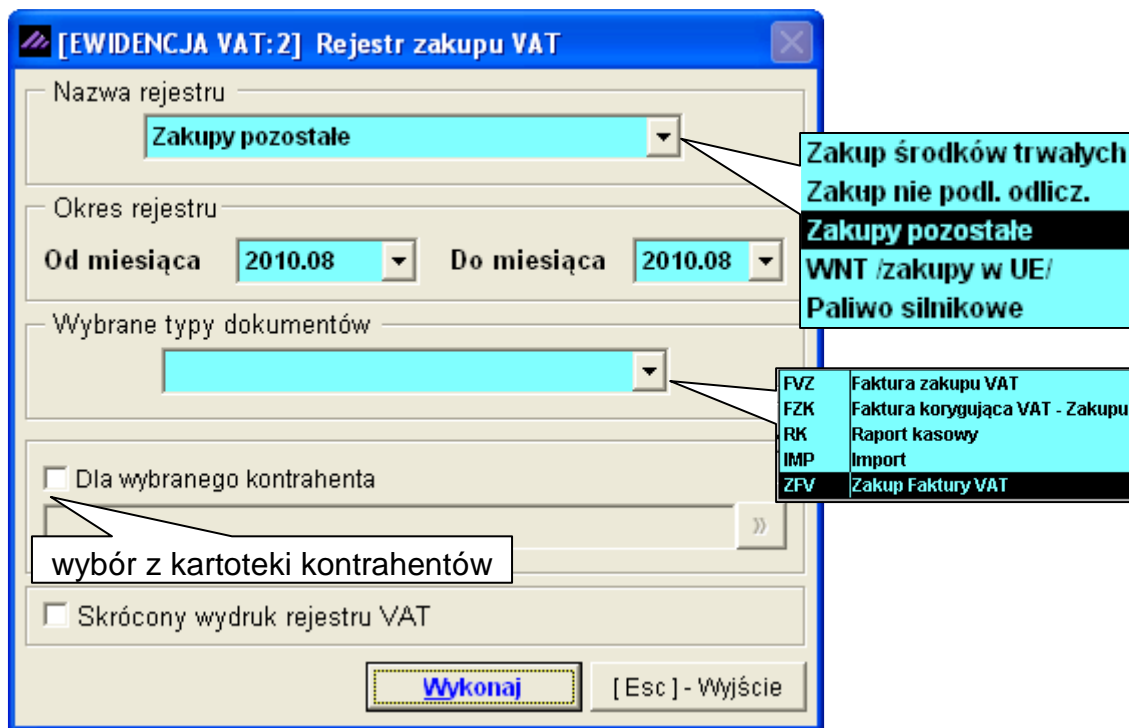 [EWIDENCJA VAT:2] Rejestr zakupu VAT
Nazwa rejestru
Zakupy pozostałe
Zakup środków trwałych
Zakup nie podl. odlicz.
Zakupy pozostałe
WNT /zakupy w UE/
Paliwo silnikowe
Okres rejestru
Od miesiąca 2010.08 Do miesiąca 2010.08
Wybrane typy dokumentów
FVZ Faktura zakupu VAT
FZK Faktura korygująca VAT - Zakupu
RK Raport kasowy
IMP Import
ZFV Zakup Faktury VAT
Dla wybranego kontrahenta
»
wybór z kartoteki kontrahentów
Skrócony wydruk rejestru VAT
Wykonaj [ Esc ] - Wyjście